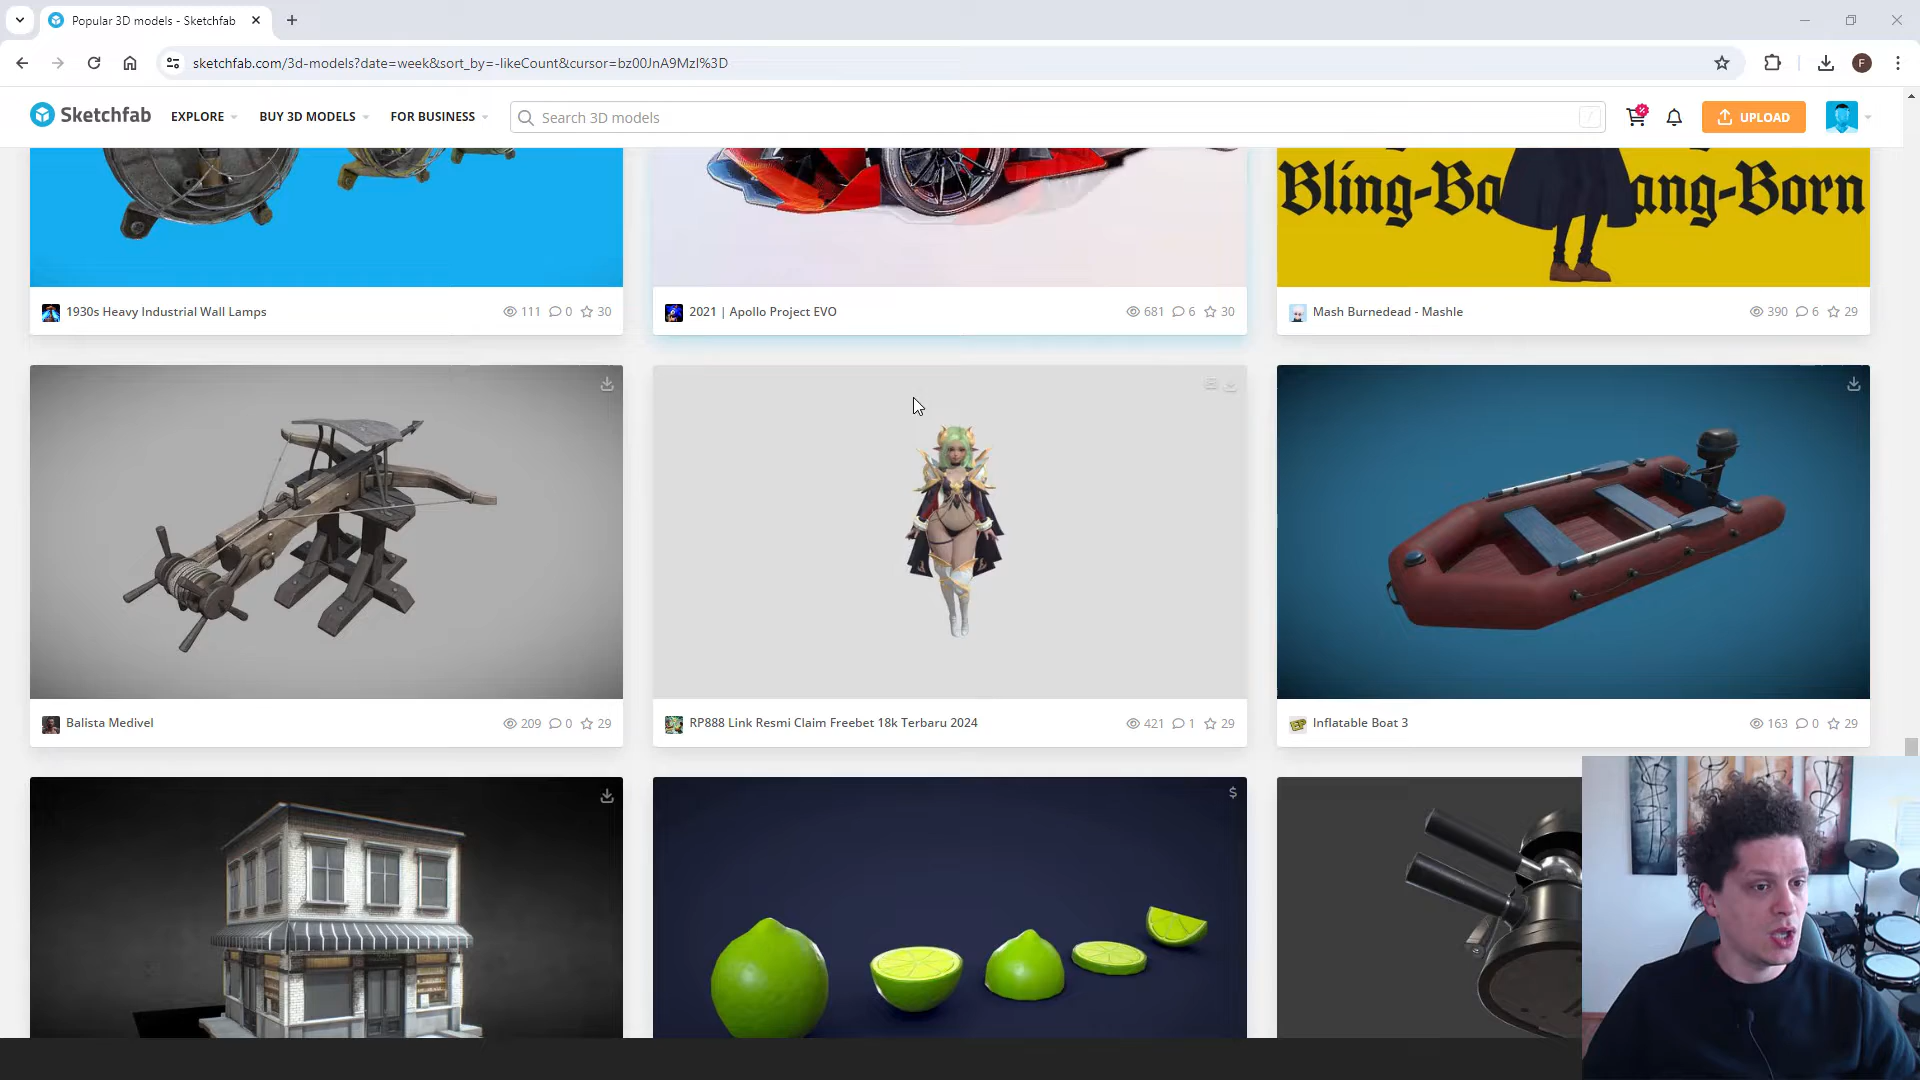 Popular 3D models - Sketchfab
sketchfab.com/3d-models?date=week&sort_by=-likeCount&cursor=bz00JnA9MzI%3D
F
Sketchfab
EXPLORE
BUY 3D MODELS
FOR BUSINESS
Search 3D models
/
UPLOAD
Bling-Ba ang-Born
1930s Heavy Industrial Wall Lamps
111 0 30
2021 | Apollo Project EVO
681 6 30
Mash Burnedead - Mashle
390 6 29
Balista Medivel
209 0 29
RP888 Link Resmi Claim Freebet 18k Terbaru 2024
421 1 29
Inflatable Boat 3
163 0 29
$